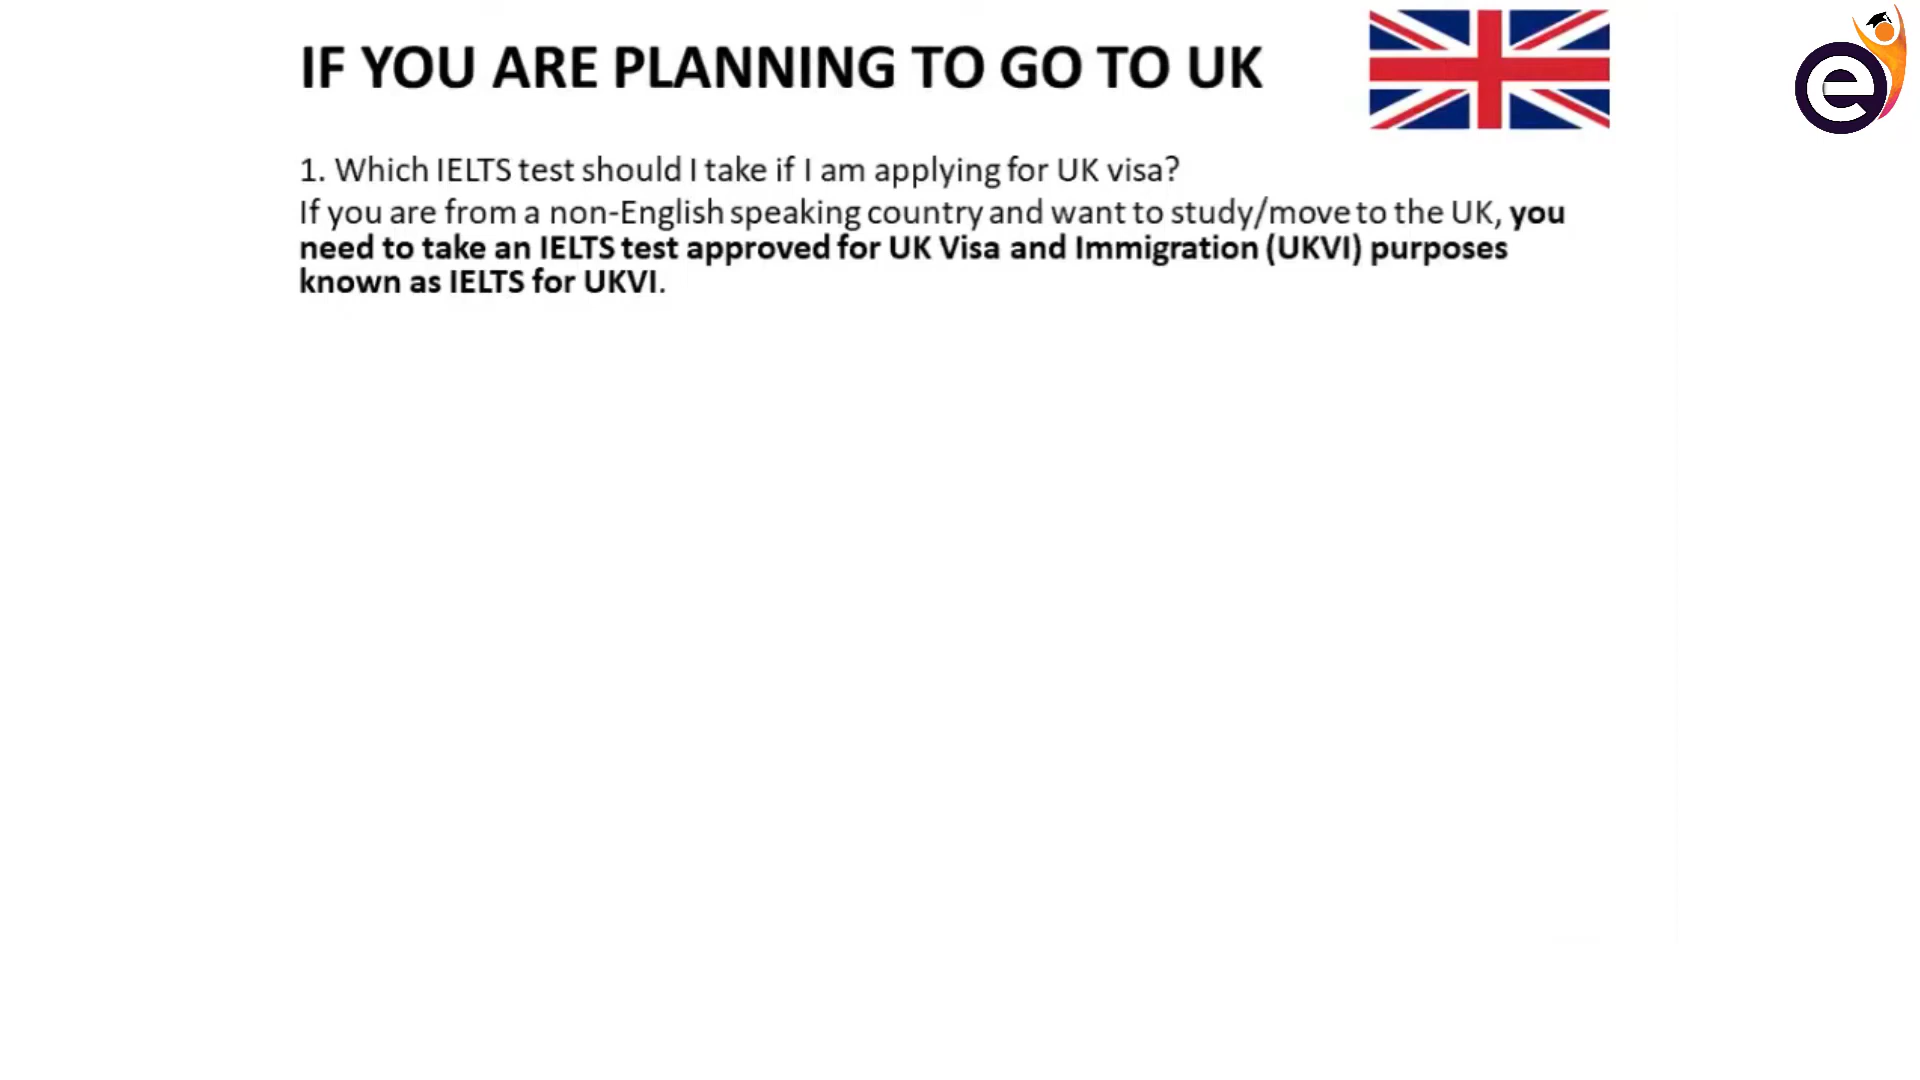 IF YOU ARE PLANNING TO GO TO UK
1. Which IELTS test should I take if I am applying for UK visa?
If you are from a non-English speaking country and want to study/move to the UK, you
need to take an IELTS test approved for UK Visa and Immigration (UKVI) purposes
known as IELTS for UKVI.
e